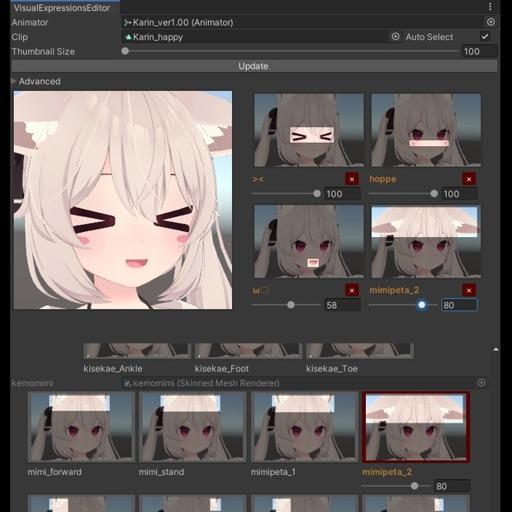 VisualExpressionsEditor
Animator Karin_ver1.00 (Animator)
Clip Karin_happy Auto Select
Thumbnail Size 100
Update
Advanced
>< hoppe
100 100
ω□ mimipeta_2
58 80
kisekae_Ankle kisekae_Foot kisekae_Toe
kemomimi kemomimi (Skinned Mesh Renderer)
mimi_forward mimi_stand mimipeta_1 mimipeta_2
80